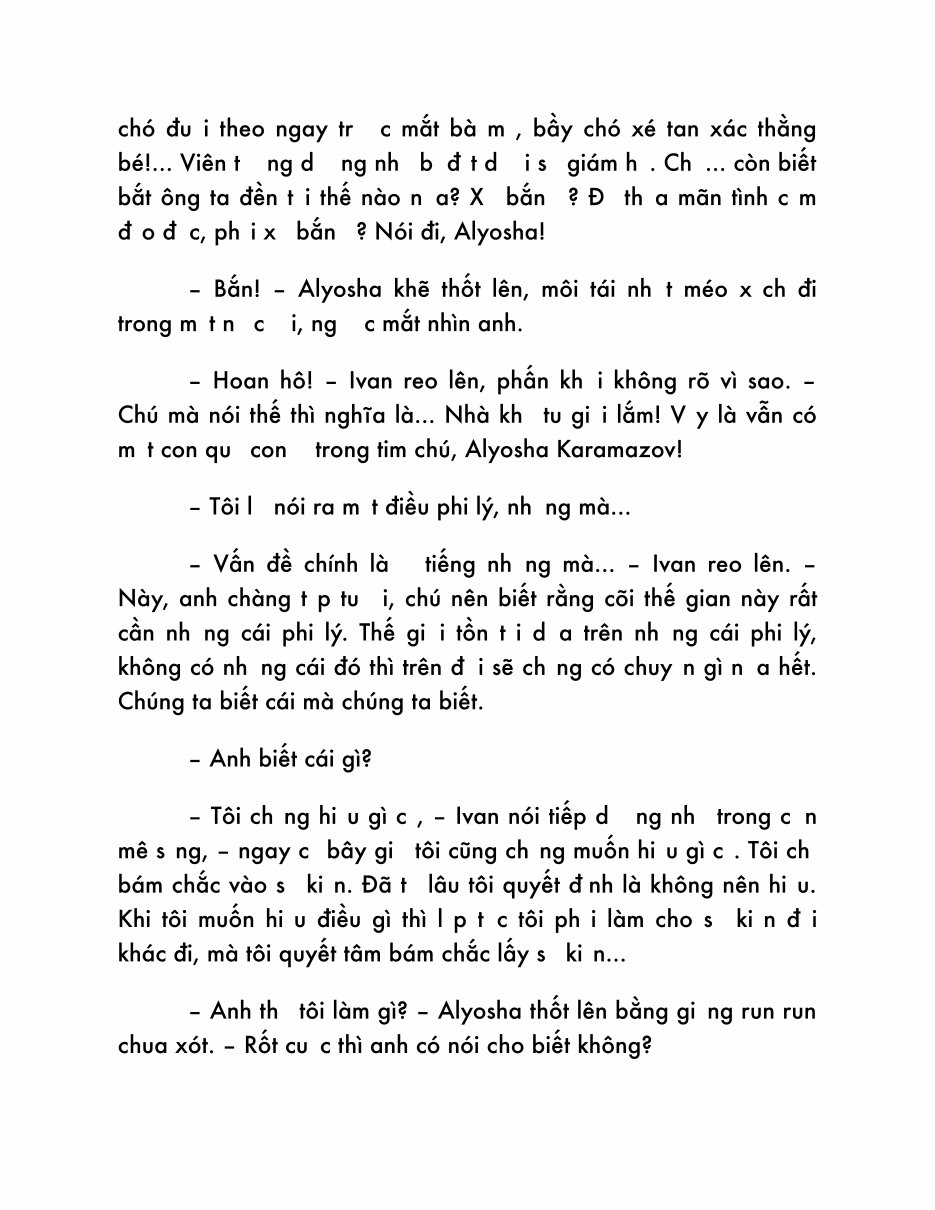 chó đu i theo ngay tr  c mắt bà m , bầy chó xé tan xác thằng
bé!... Viên t  ng d  ng nh  b  đ t d  i s  giám h . Ch ... còn biết
bắt ông ta đền t i thế nào n a? X  bắn  ? Đ  th a mãn tình c m
đ o đ c, ph i x  bắn  ? Nói đi, Alyosha!
– Bắn! – Alyosha khẽ thốt lên, môi tái nh t méo x ch đi
trong m t n  c   i, ng  c mắt nhìn anh.
– Hoan hô! – Ivan reo lên, phấn kh i không rõ vì sao. –
Chú mà nói thế thì nghĩa là... Nhà kh  tu gi i lắm! V y là vẫn có
m t con qu  con   trong tim chú, Alyosha Karamazov!
– Tôi l  nói ra m t điều phi lý, nh ng mà...
– Vấn đề chính là   tiếng nh ng mà... – Ivan reo lên. –
Này, anh chàng t p tu  i, chú nên biết rằng cõi thế gian này rất
cần nh ng cái phi lý. Thế gi i tồn t i d a trên nh ng cái phi lý,
không có nh ng cái đó thì trên đ i sẽ ch ng có chuy n gì n a hết.
Chúng ta biết cái mà chúng ta biết.
– Anh biết cái gì?
– Tôi ch ng hi u gì c , – Ivan nói tiếp d  ng nh  trong c n
mê s ng, – ngay c  bây gi  tôi cũng ch ng muốn hi u gì c . Tôi ch
bám chắc vào s  ki n. Đã t  lâu tôi quyết đ nh là không nên hi u.
Khi tôi muốn hi u điều gì thì l p t c tôi ph i làm cho s  ki n đ i
khác đi, mà tôi quyết tâm bám chắc lấy s  ki n...
– Anh th  tôi làm gì? – Alyosha thốt lên bằng gi ng run run
chua xót. – Rốt cu c thì anh có nói cho biết không?